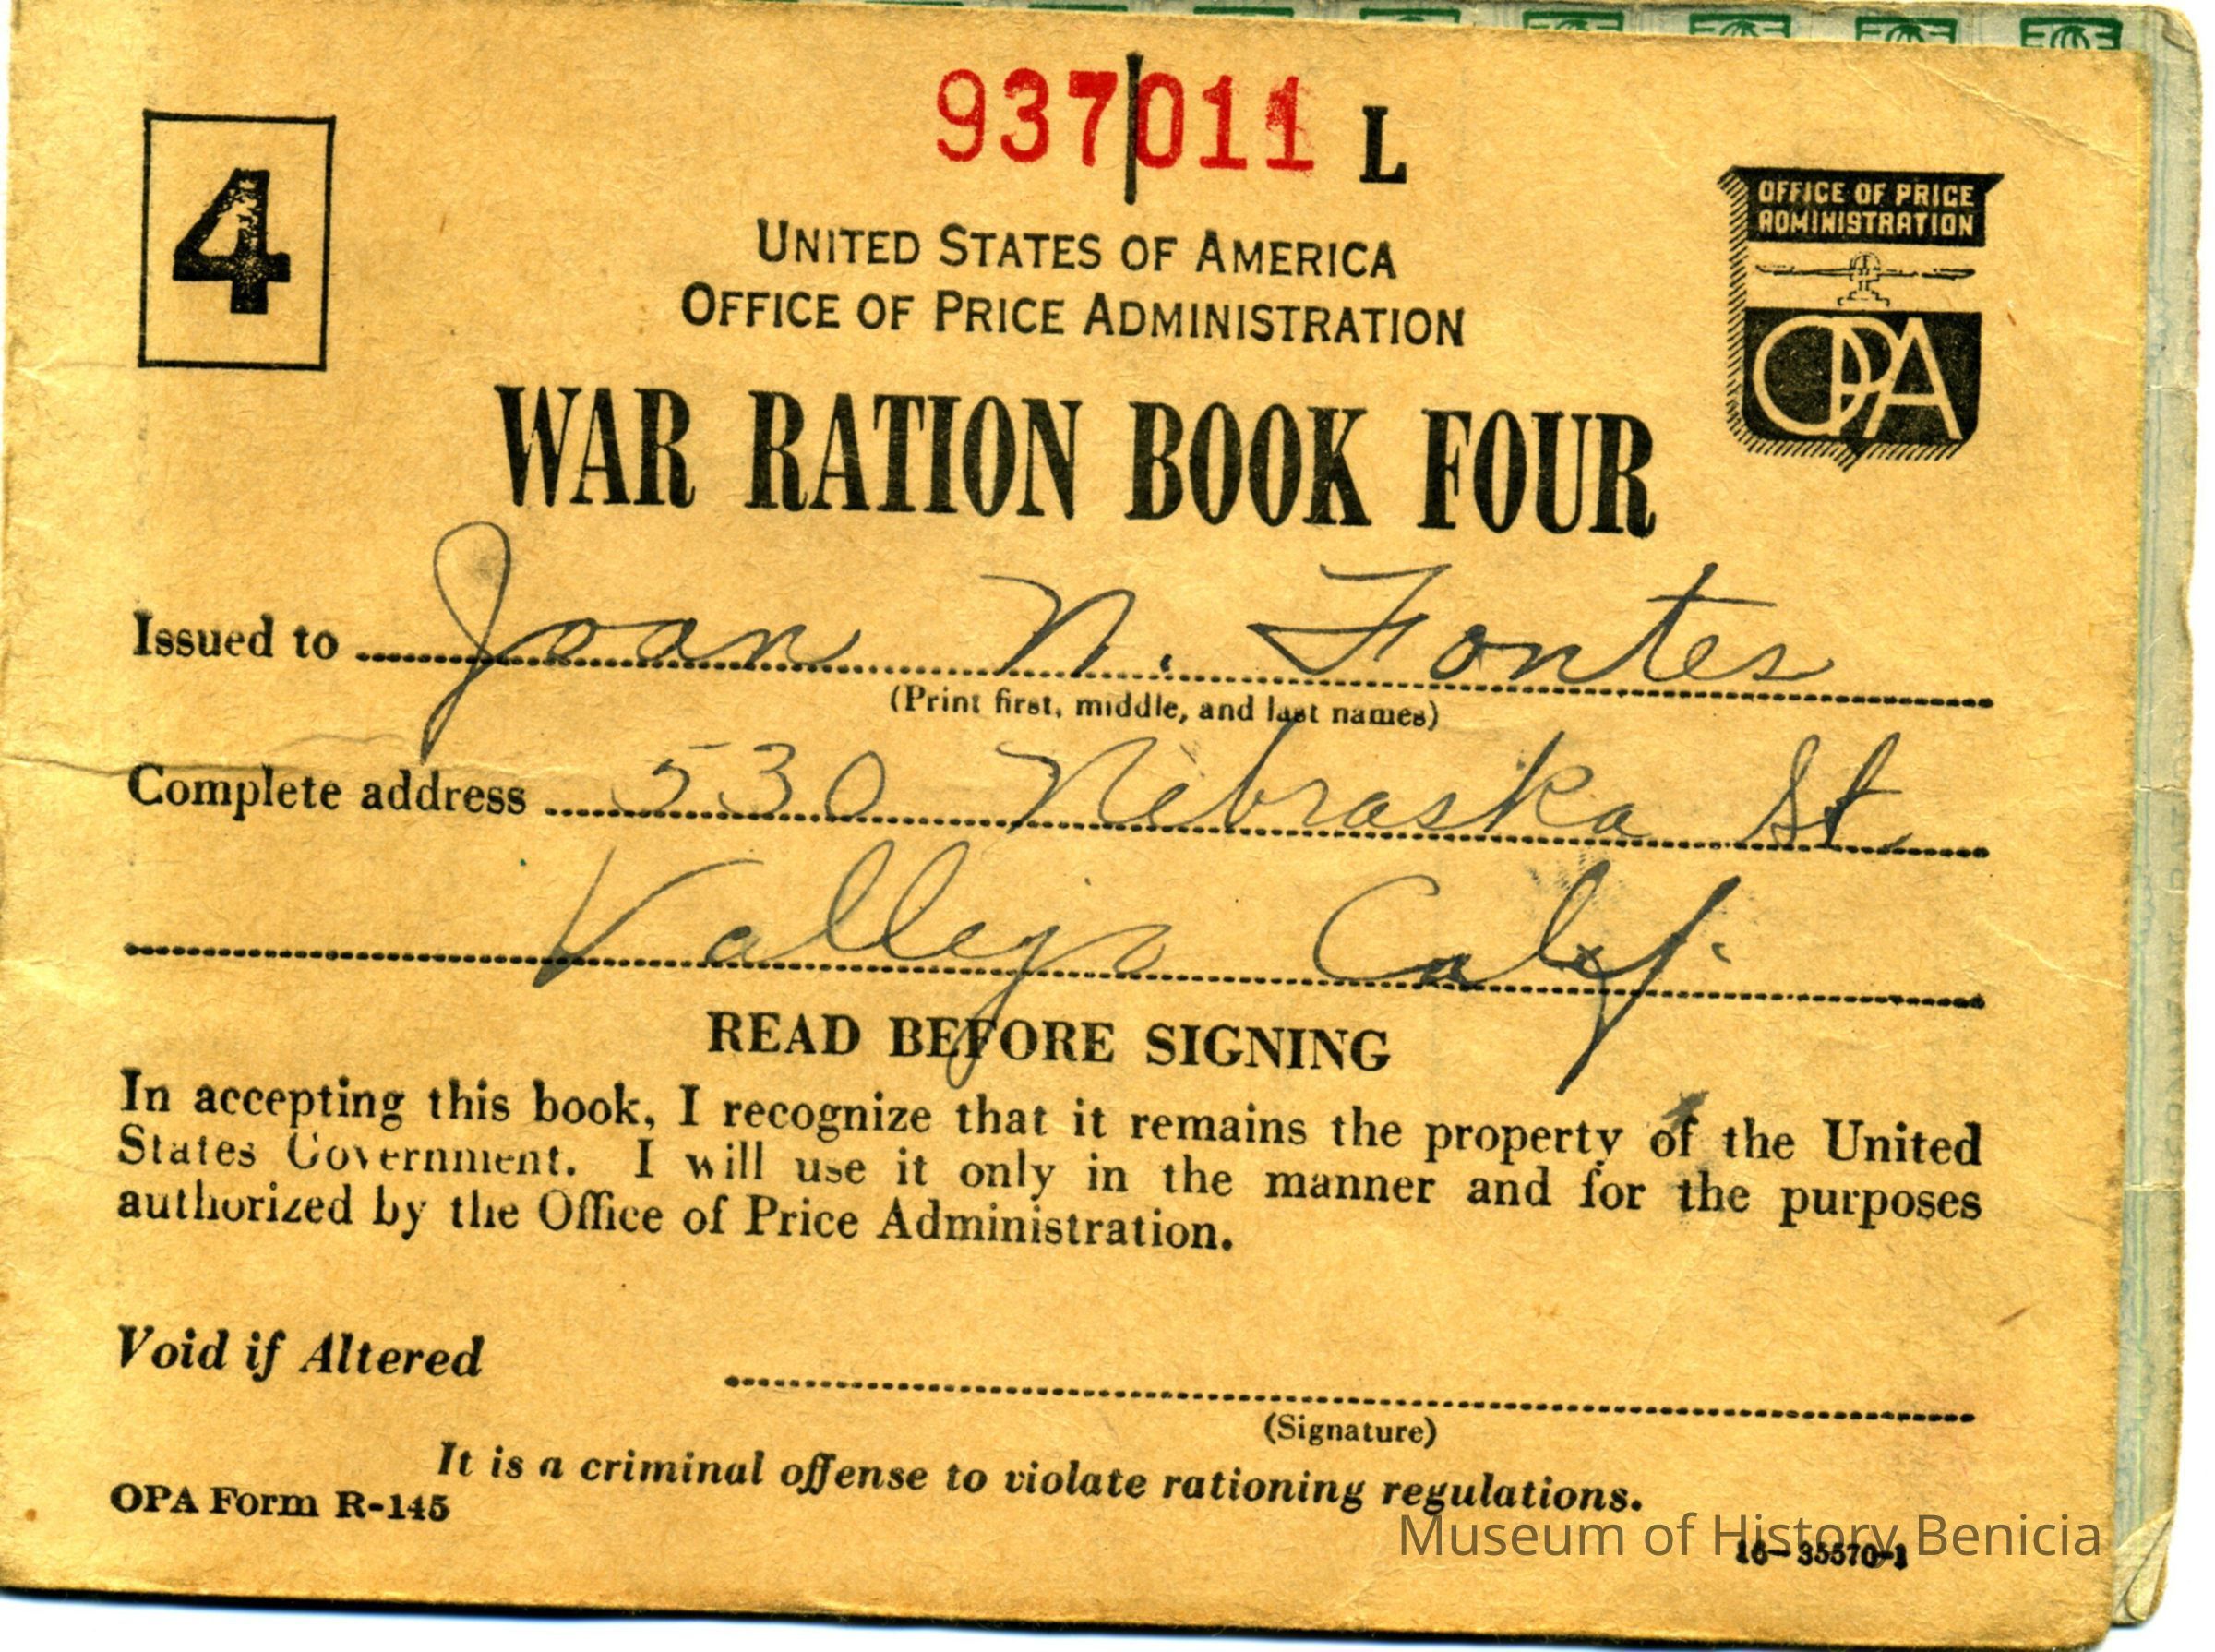 937011 L
4
UNITED STATES OF AMERICA
OFFICE OF PRICE ADMINISTRATION
OFFICE OF PRICE
ADMINISTRATION
OPA
WAR RATION BOOK FOUR
Issued to Joan N. Fontes
(Print first, middle, and last names)
Complete address 530 Nebraska St.
Vallejo Calif.
READ BEFORE SIGNING
In accepting this book, I recognize that it remains the property of the United
States Government. I will use it only in the manner and for the purposes
authorized by the Office of Price Administration.
Void if Altered
(Signature)
It is a criminal offense to violate rationing regulations.
OPA Form R-145
Museum of History Benicia
16-35570-1